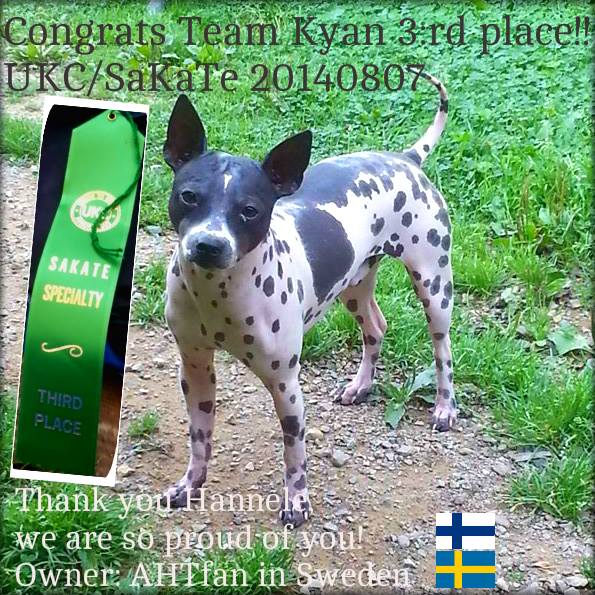 Congrats Team Kyan 3:rd place!!
UKC/SaKaTe 20140807
UKC
SAKATE
SPECIALTY
THIRD
PLACE
Thank you Hannele,
we are so proud of you!
Owner: AHTfan in Sweden